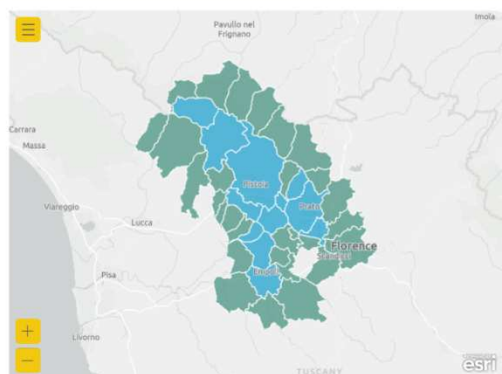 Pavullo nel
Frignano
Imola
Carrara
Massa
Pistoia
Prato
Viareggio
Lucca
Florence
Scandicci
Empoli
Pisa
Livorno
TUSCANY
esri